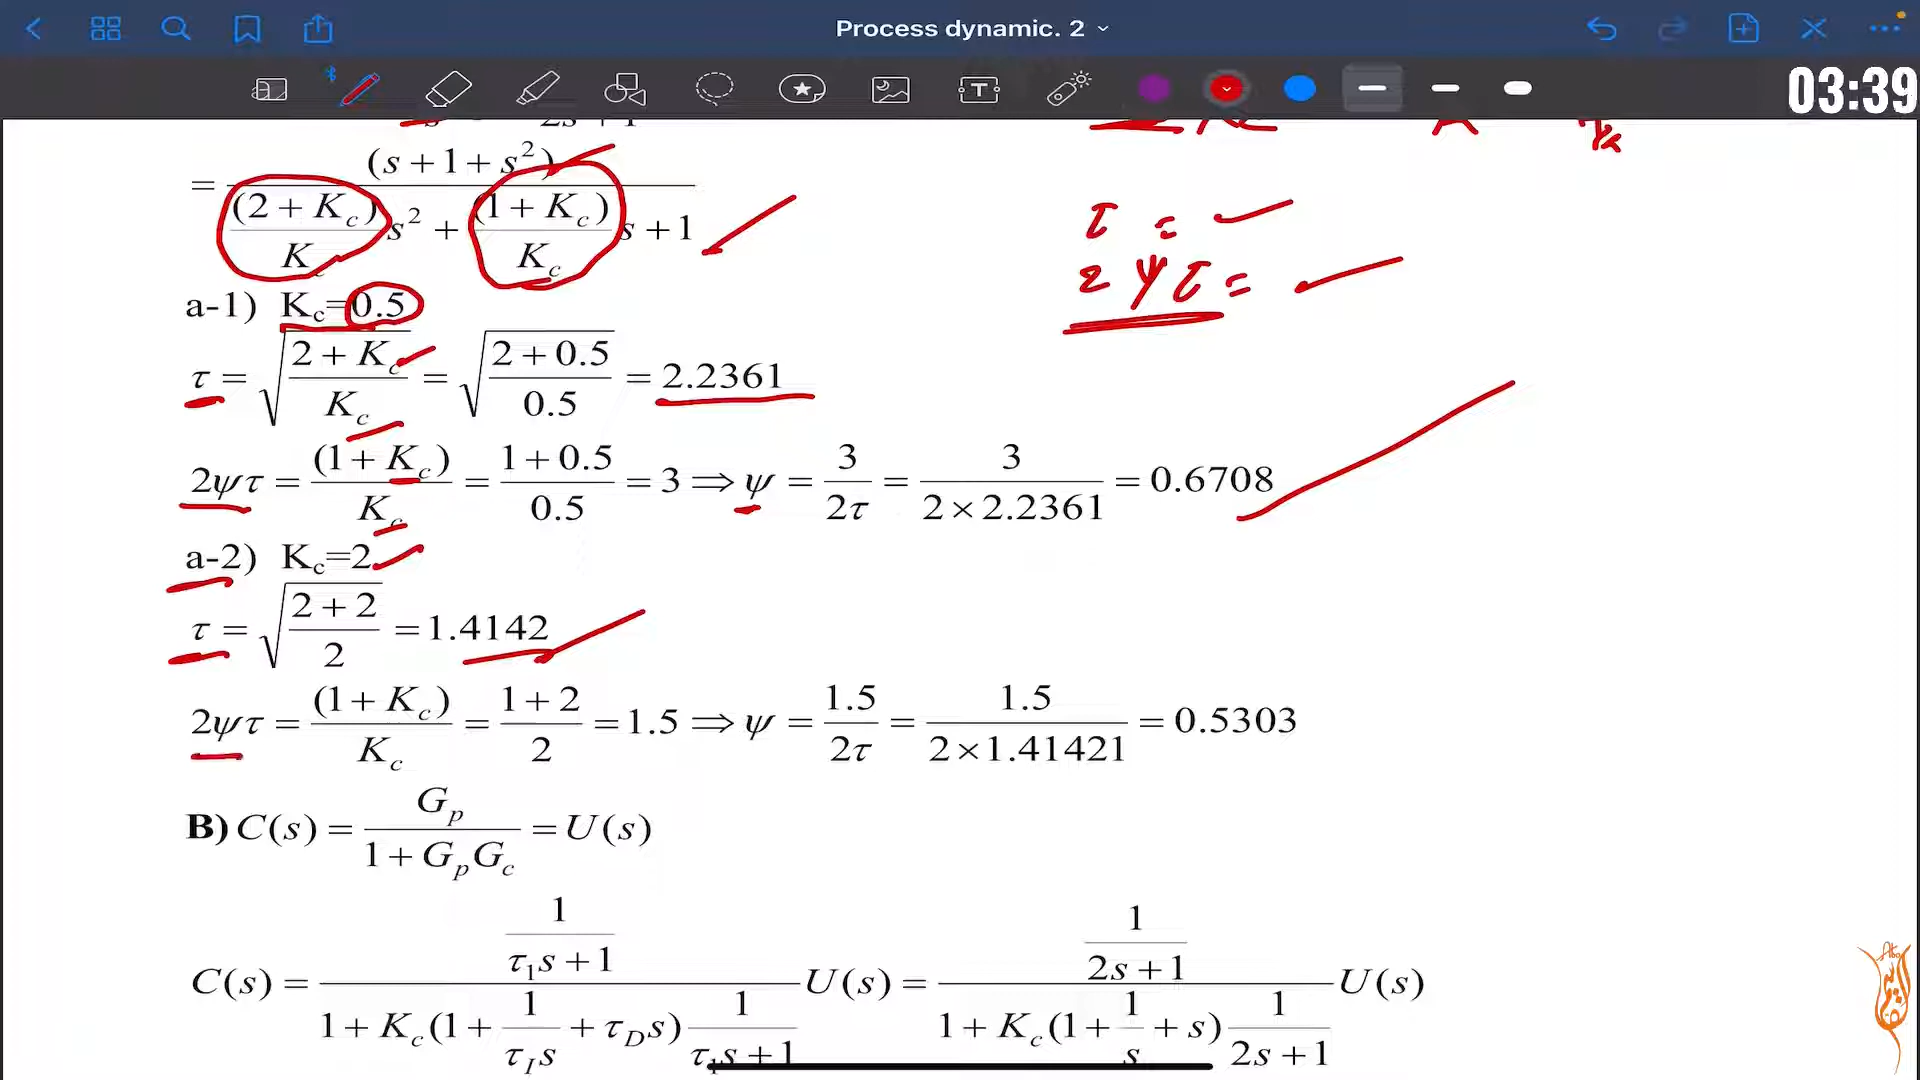 Process dynamic. 2
03:39
= (s + 1 + s²) / ((2 + K_c)/K s² + (1 + K_c)/K_c s + 1)
τ =
2ψτ =
a-1) K_c=0.5
τ = √((2 + K_c)/K_c) = √((2 + 0.5)/0.5) = 2.2361
2ψτ = (1 + K_c)/K_c = (1 + 0.5)/0.5 = 3 ⇒ ψ = 3/2τ = 3/(2 × 2.2361) = 0.6708
a-2) K_c=2
τ = √((2 + 2)/2) = 1.4142
2ψτ = (1 + K_c)/K_c = (1 + 2)/2 = 1.5 ⇒ ψ = 1.5/2τ = 1.5/(2 × 1.41421) = 0.5303
B) C(s) = G_p/(1 + G_pG_c) = U(s)
C(s) = (1/(τ₁s + 1))/(1 + K_c(1 + 1/(τ_I s) + τ_D s) 1/(τ₁s + 1)) U(s) = (1/(2s + 1))/(1 + K_c(1 + 1/s + s) 1/(2s + 1)) U(s)